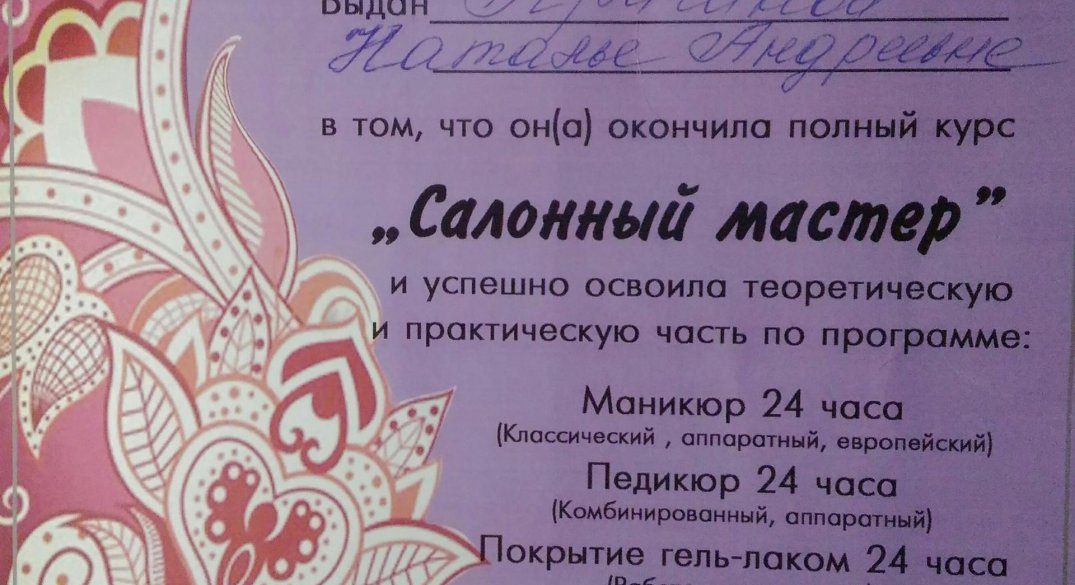 Выдан
Наталье Андреевне
в том, что он(а) окончила полный курс
„Салонный мастер”
и успешно освоила теоретическую
и практическую часть по программе:
Маникюр 24 часа
(Классический , аппаратный, европейский)
Педикюр 24 часа
(Комбинированный, аппаратный)
Покрытие гель-лаком 24 часа